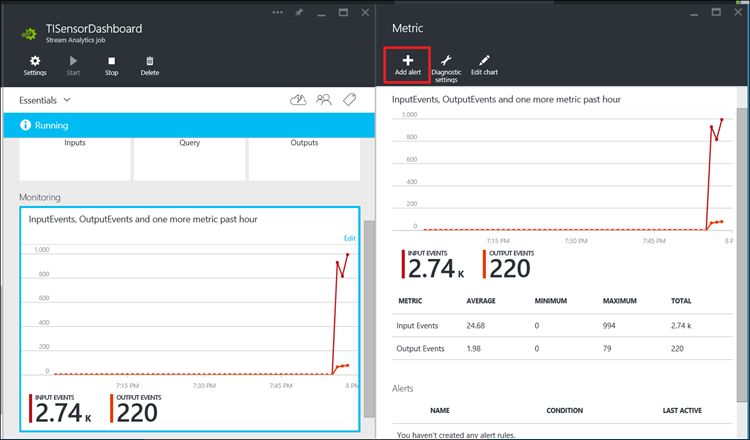 TISensorDashboard
Stream Analytics job
Settings
Start
Stop
Delete
Essentials
Running
Inputs
Query
Outputs
Monitoring
InputEvents, OutputEvents and one more metric past hour
Edit
1,000
800
600
400
200
0
7:15 PM 7:30 PM 7:45 PM 8 PM
INPUT EVENTS
2.74 K
OUTPUT EVENTS
220
Metric
Add alert
Diagnostic settings
Edit chart
InputEvents, OutputEvents and one more metric past hour
1,000
800
600
400
200
0
7:15 PM 7:30 PM 7:45 PM 8 P
INPUT EVENTS
2.74 K
OUTPUT EVENTS
220
METRIC AVERAGE MINIMUM MAXIMUM TOTAL
Input Events 24.68 0 994 2.74 k
Output Events 1.98 0 79 220
Alerts
NAME CONDITION LAST ACTIVE
You haven't created any alert rules.